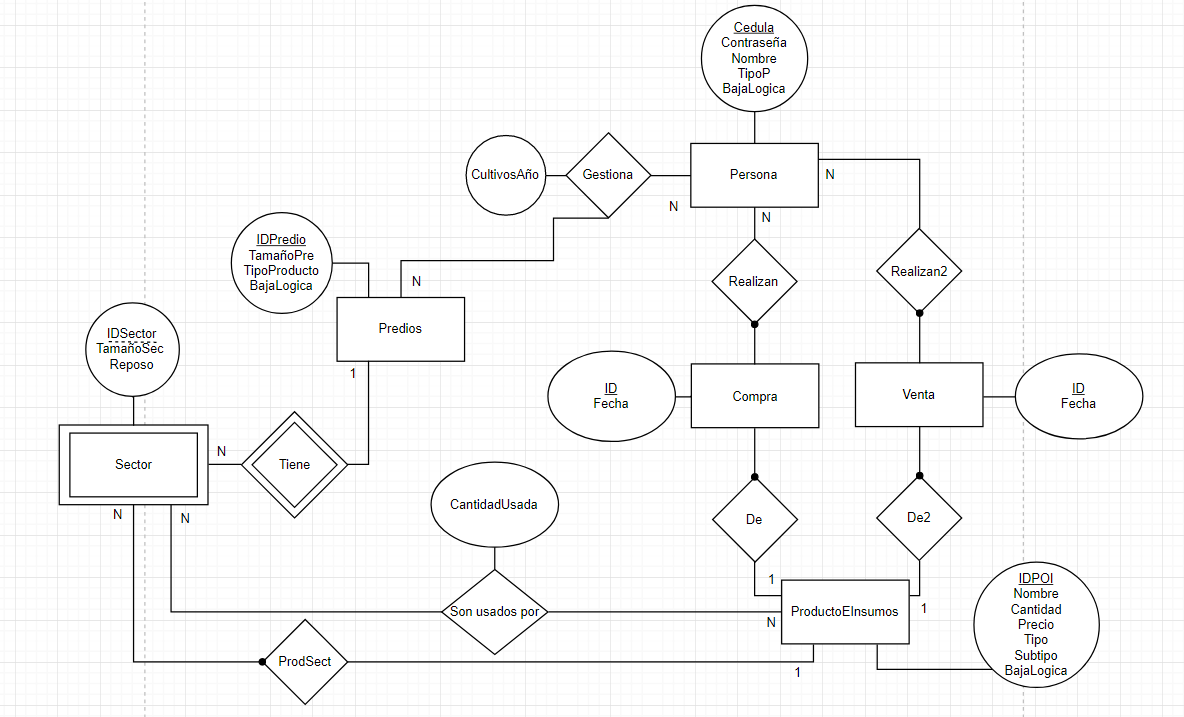 Cedula
Contraseña
Nombre
TipoP
BajaLogica
CultivosAño
Gestiona
Persona
N
N
N
IDPredio
TamañoPre
TipoProducto
BajaLogica
Realizan
Realizan2
N
Predios
IDSector
TamañoSec
Reposo
1
ID
Fecha
Compra
Venta
ID
Fecha
N
Sector
Tiene
N
N
CantidadUsada
De
De2
1
IDPOI
Nombre
Cantidad
Precio
Tipo
Subtipo
BajaLogica
Son usados por
ProductoEInsumos
1
N
ProdSect
1